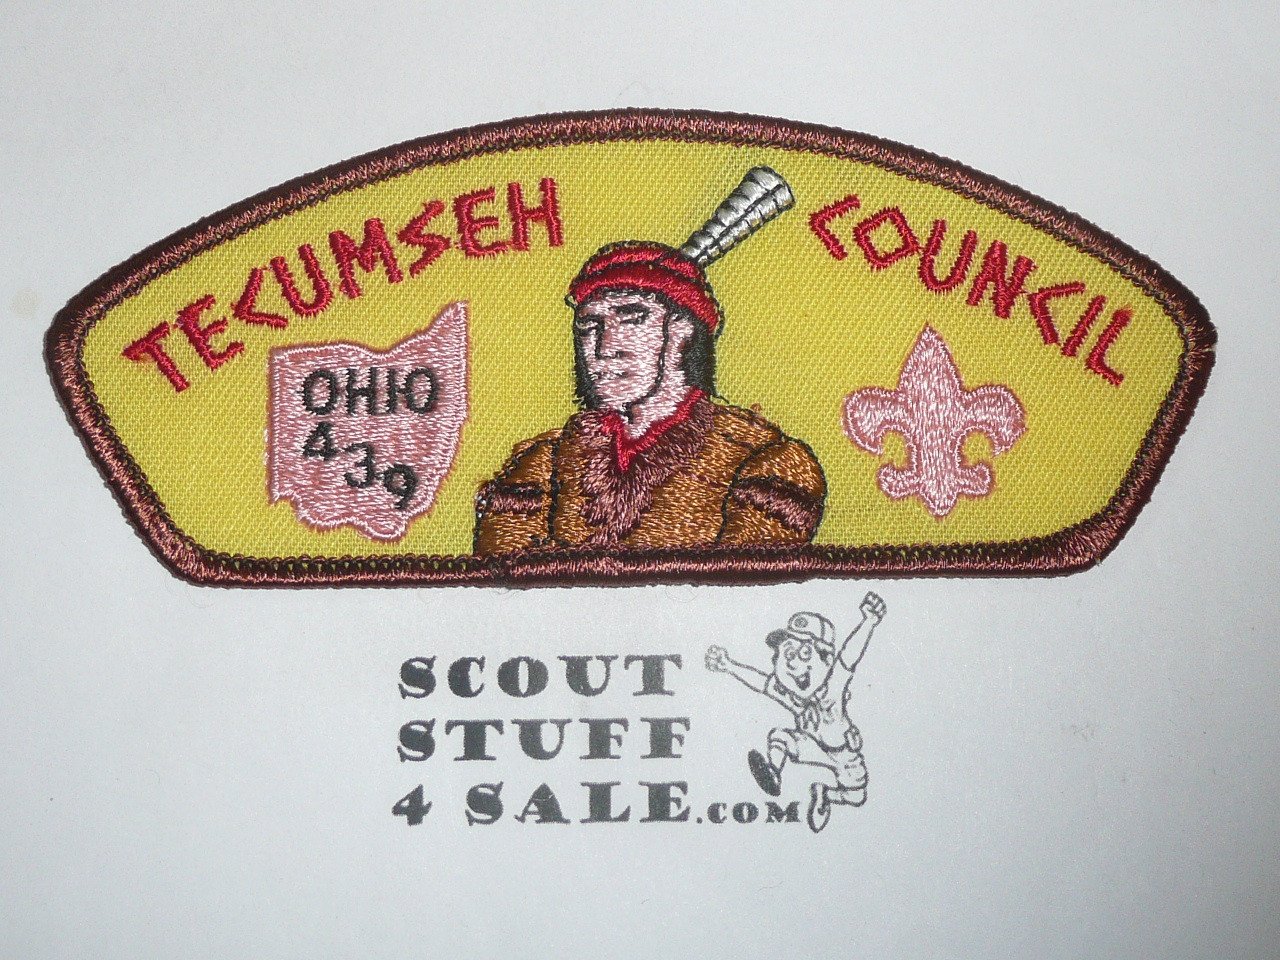 TECUMSEH COUNCIL
OHIO
439
SCOUT
STUFF
4 SALE.COM